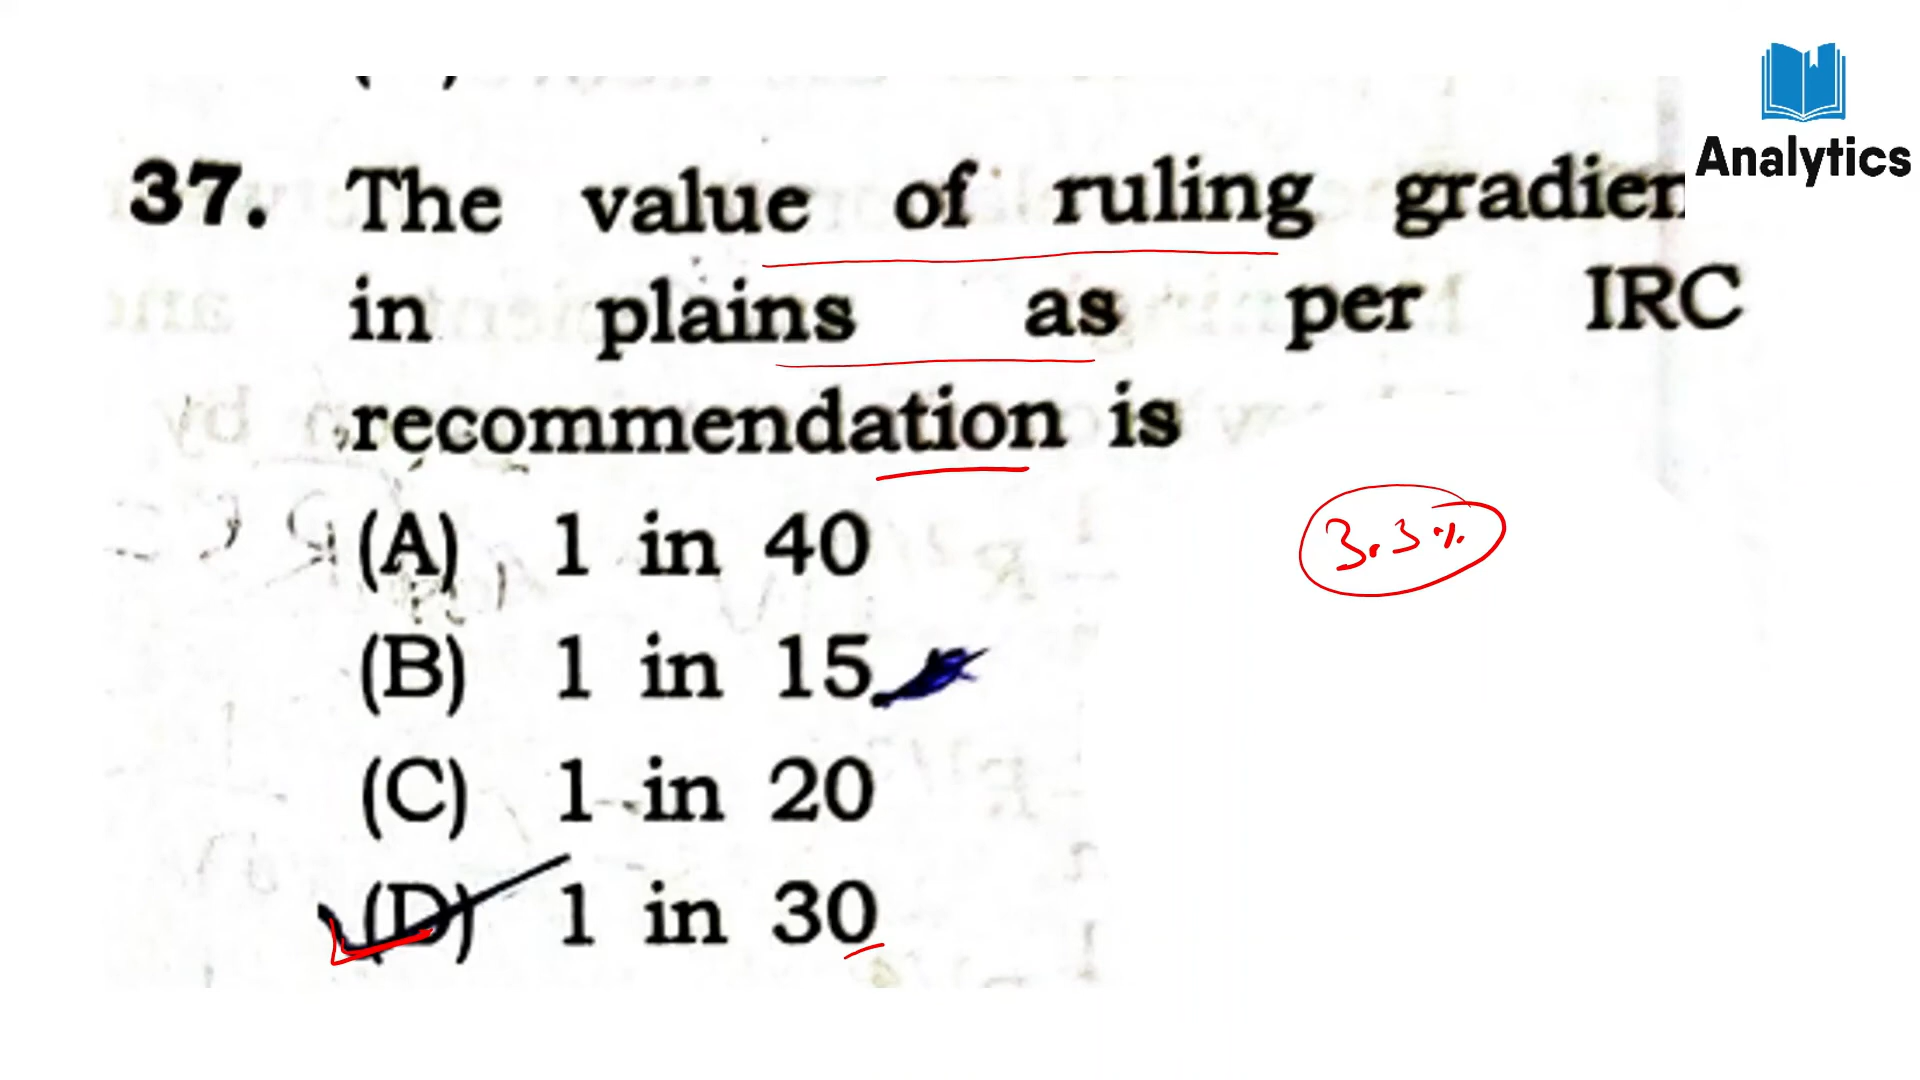 Analytics
37. The value of ruling gradien
in plains as per IRC
recommendation is
3.3%
(A) 1 in 40
(B) 1 in 15
(C) 1 in 20
(D) 1 in 30